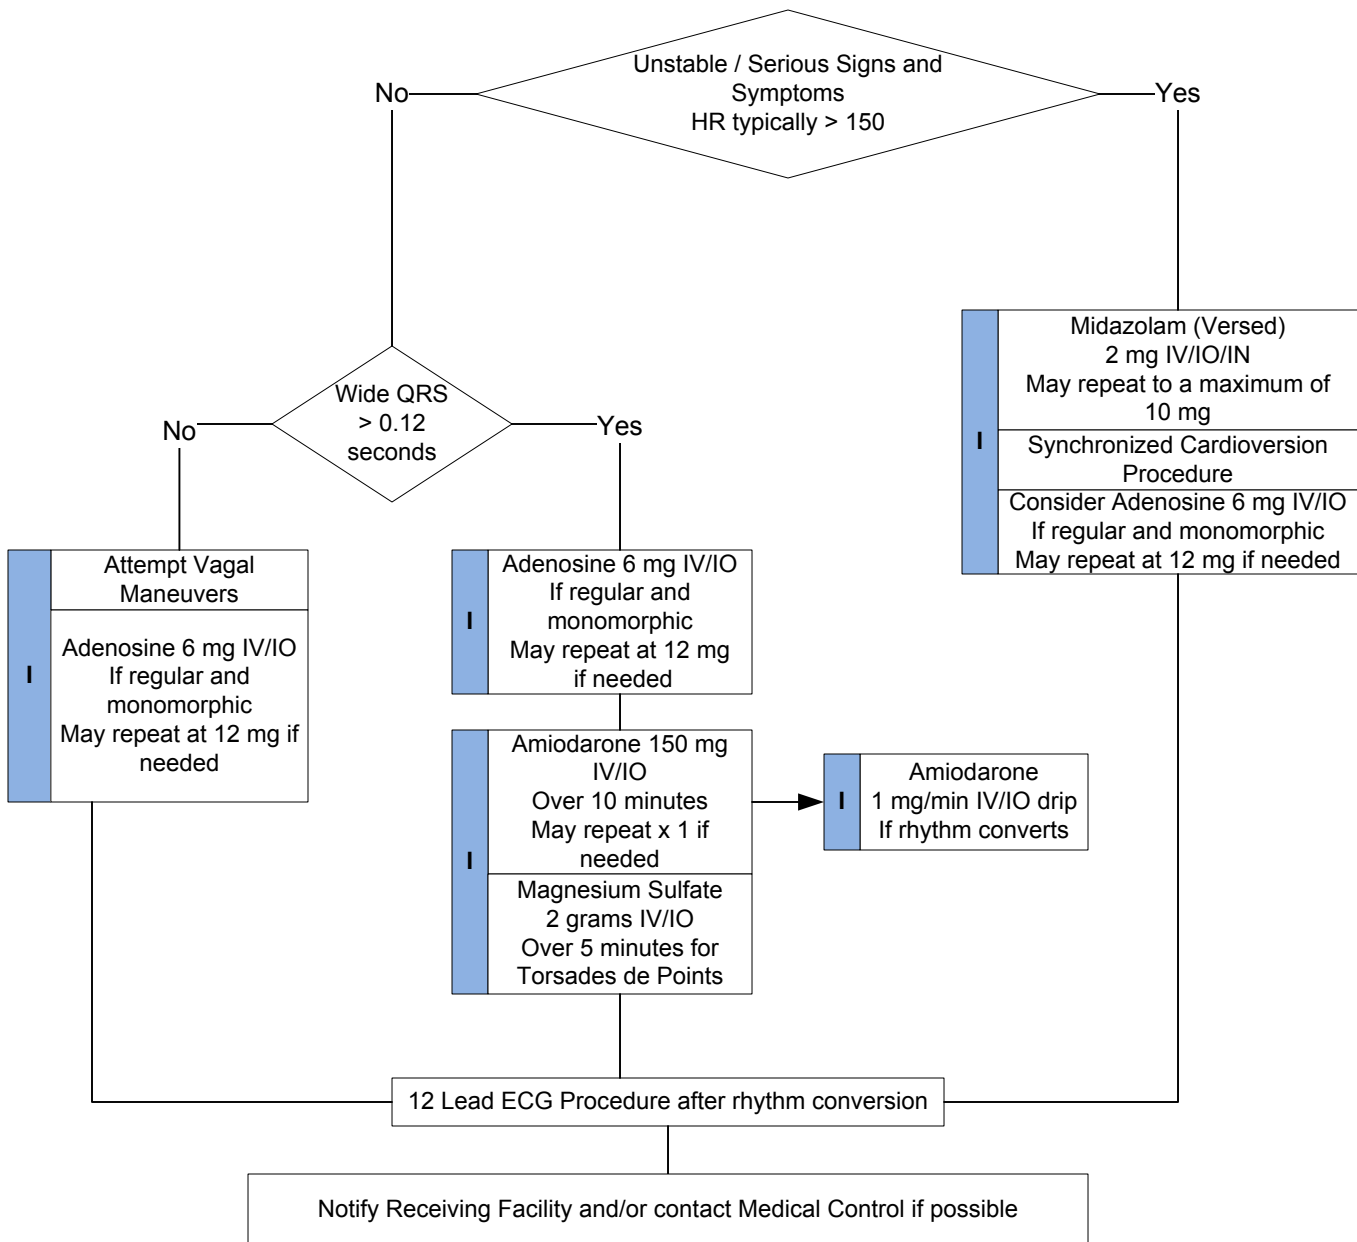 Unstable / Serious Signs and
Symptoms
HR typically > 150
No
Yes
Wide QRS
> 0.12
seconds
No
Yes
I
Midazolam (Versed)
2 mg IV/IO/IN
May repeat to a maximum of
10 mg
Synchronized Cardioversion
Procedure
Consider Adenosine 6 mg IV/IO
If regular and monomorphic
May repeat at 12 mg if needed
I
Attempt Vagal
Maneuvers
Adenosine 6 mg IV/IO
If regular and
monomorphic
May repeat at 12 mg if
needed
I
Adenosine 6 mg IV/IO
If regular and
monomorphic
May repeat at 12 mg
if needed
I
Amiodarone 150 mg
IV/IO
Over 10 minutes
May repeat x 1 if
needed
Magnesium Sulfate
2 grams IV/IO
Over 5 minutes for
Torsades de Points
I
Amiodarone
1 mg/min IV/IO drip
If rhythm converts
12 Lead ECG Procedure after rhythm conversion
Notify Receiving Facility and/or contact Medical Control if possible